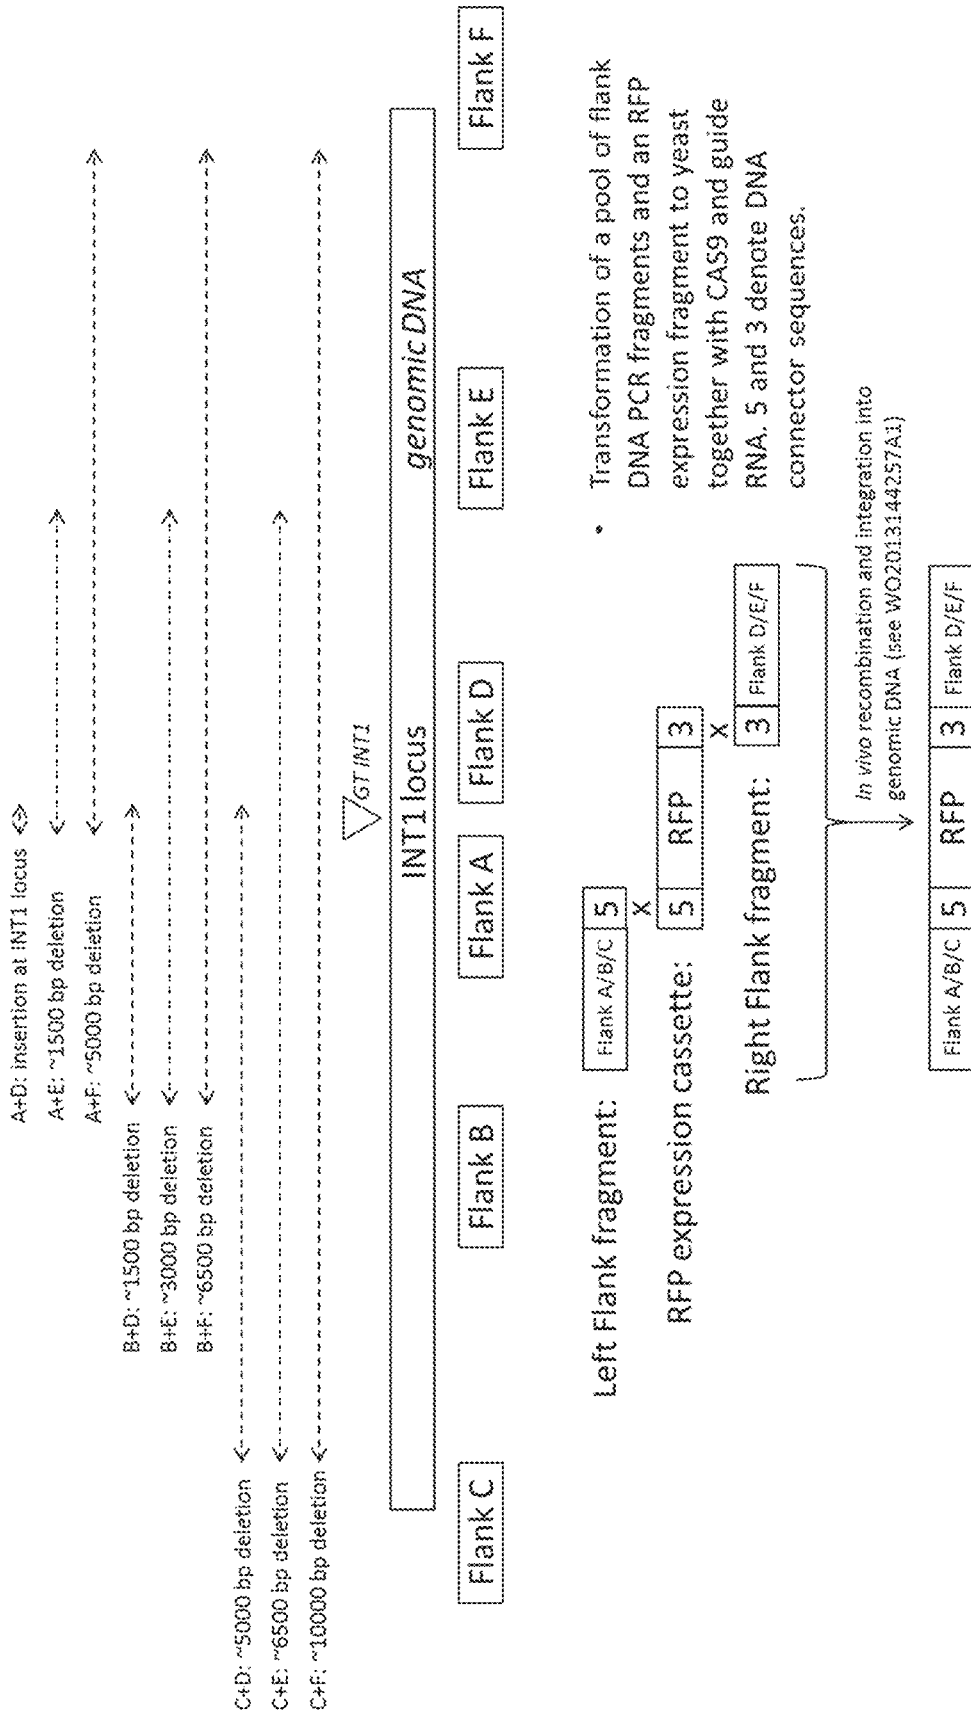 A+D: insertion at INT1 locus
A+E: ~1500 bp deletion
A+F: ~5000 bp deletion
B+D: ~1500 bp deletion
B+E: ~3000 bp deletion
B+F: ~6500 bp deletion
C+D: ~5000 bp deletion
C+E: ~6500 bp deletion
C+F: ~10000 bp deletion
GT INT1
INT1 locus genomic DNA
Flank C Flank B Flank A Flank D Flank E Flank F
Left Flank fragment: Flank A/B/C 5
X
RFP expression cassette: 5 RFP 3
X
Right Flank fragment: 3 Flank D/E/F
• Transformation of a pool of flank
DNA PCR fragments and an RFP
expression fragment to yeast
together with CAS9 and guide
RNA. 5 and 3 denote DNA
connector sequences.
In vivo recombination and integration into
genomic DNA (see WO2013144257A1)
Flank A/B/C 5 RFP 3 Flank D/E/F